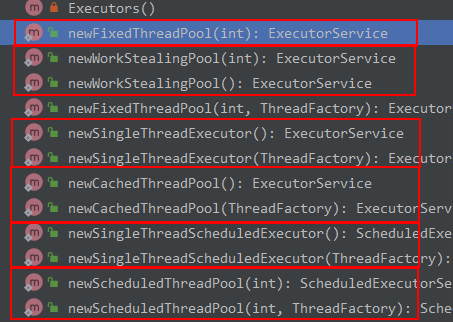 m Executors()
m newFixedThreadPool(int): ExecutorService
m newWorkStealingPool(int): ExecutorService
m newWorkStealingPool(): ExecutorService
m newFixedThreadPool(int, ThreadFactory): Executor
m newSingleThreadExecutor(): ExecutorService
m newSingleThreadExecutor(ThreadFactory): Executor
m newCachedThreadPool(): ExecutorService
m newCachedThreadPool(ThreadFactory): ExecutorServ
m newSingleThreadScheduledExecutor(): ScheduledExe
m newSingleThreadScheduledExecutor(ThreadFactory):
m newScheduledThreadPool(int): ScheduledExecutorSe
m newScheduledThreadPool(int, ThreadFactory): Sche